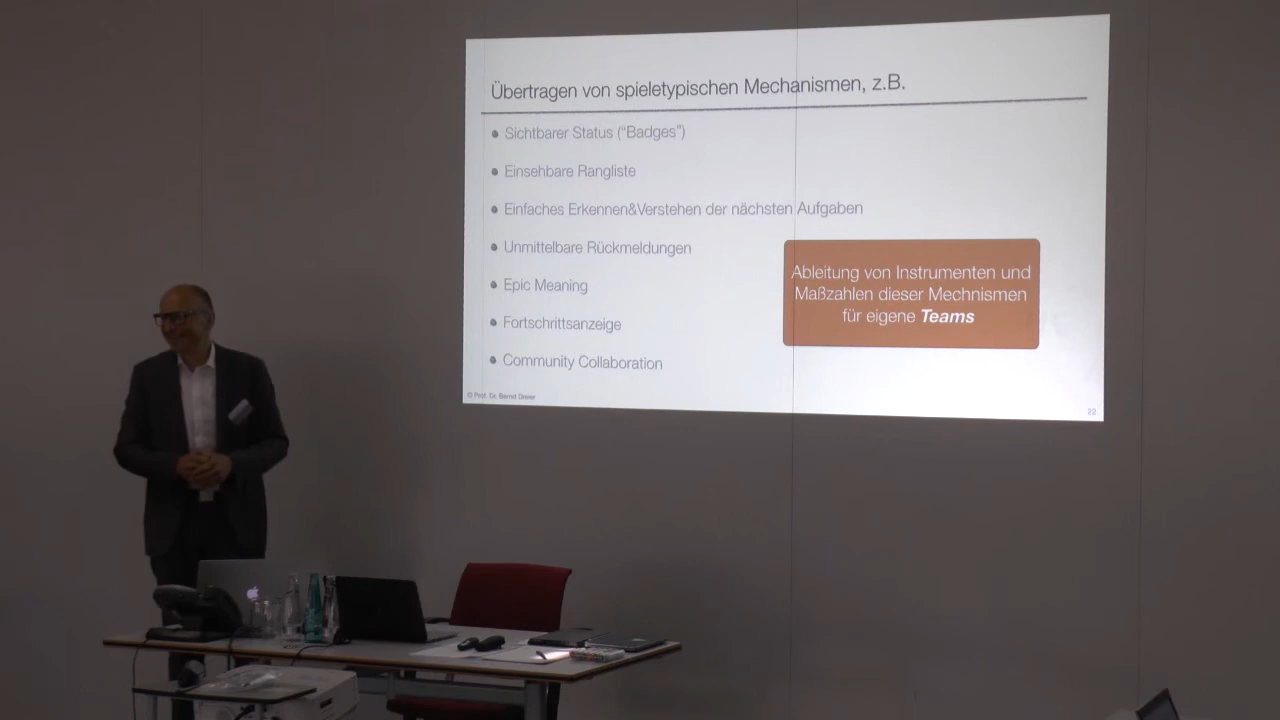 Übertragen von spieletypischen Mechanismen, z.B.
● Sichtbarer Status (“Badges”)
● Einsehbare Rangliste
● Einfaches Erkennen&Verstehen der nächsten Aufgaben
● Unmittelbare Rückmeldungen
● Epic Meaning
● Fortschrittsanzeige
● Community Collaboration
Ableitung von Instrumenten und
Maßzahlen dieser Mechnismen
für eigene Teams
© Prof. Dr. Bernd Dreier
22